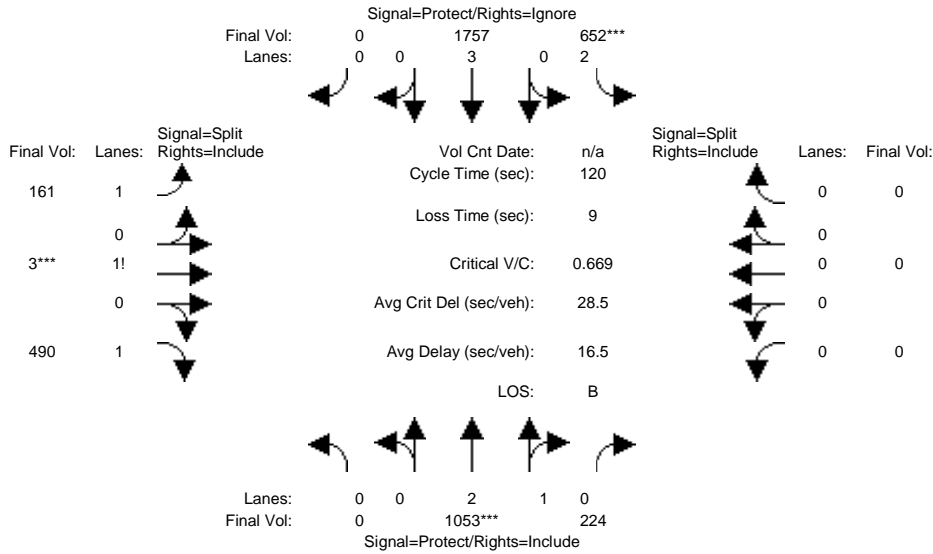 Signal=Protect/Rights=Ignore
Final Vol: 0 1757 652***
Lanes: 0 0 3 0 2
Signal=Split Signal=Split
Final Vol: Lanes: Rights=Include Vol Cnt Date: n/a Rights=Include Lanes: Final Vol:
Cycle Time (sec): 120
161 1 0 0
Loss Time (sec): 9
0 0
3*** 1! Critical V/C: 0.669 0 0
0 Avg Crit Del (sec/veh): 28.5 0
490 1 Avg Delay (sec/veh): 16.5 0 0
LOS: B
Lanes: 0 0 2 1 0
Final Vol: 0 1053*** 224
Signal=Protect/Rights=Include